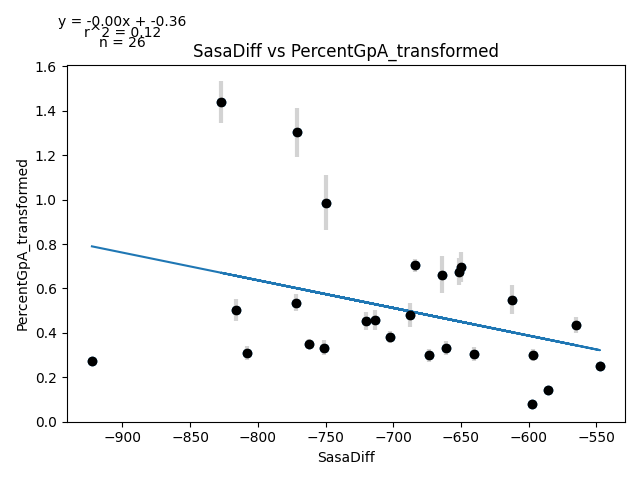 y = -0.00x + -0.36
r^2 = 0.12
n = 26
SasaDiff vs PercentGpA_transformed
1.6
1.4
1.2
1.0
0.8
0.6
0.4
0.2
0.0
PercentGpA_transformed
−900 −850 −800 −750 −700 −650 −600 −550
SasaDiff